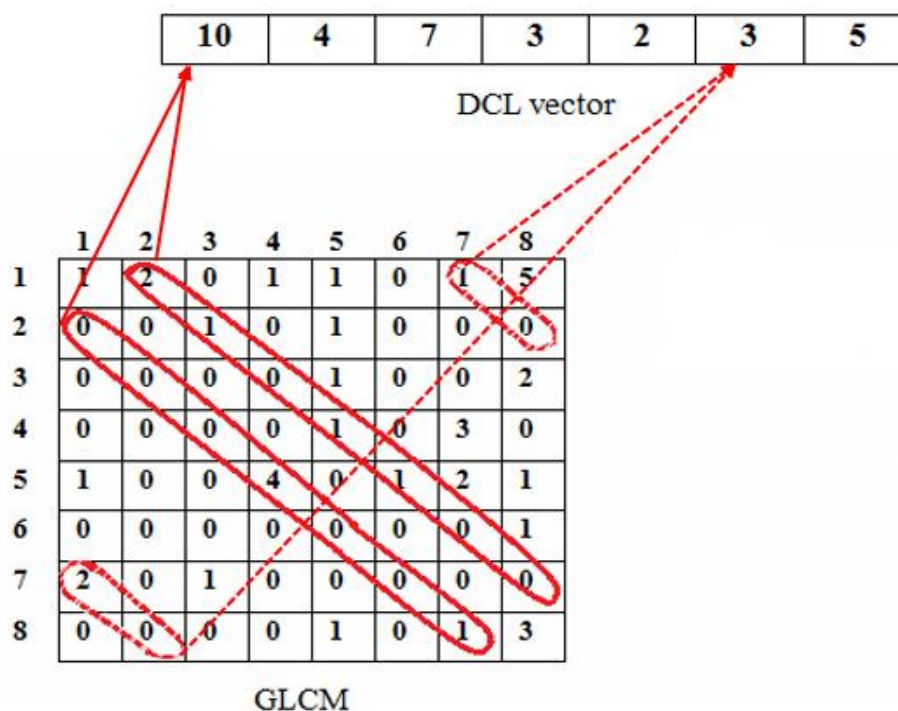 10 4 7 3 2 3 5
DCL vector
1 2 3 4 5 6 7 8
1 1 2 0 1 1 0 1 5
2 0 0 1 0 1 0 0 0
3 0 0 0 0 1 0 0 2
4 0 0 0 0 1 0 3 0
5 1 0 0 4 0 1 2 1
6 0 0 0 0 0 0 0 1
7 2 0 1 0 0 0 0 0
8 0 0 0 0 1 0 1 3
GLCM